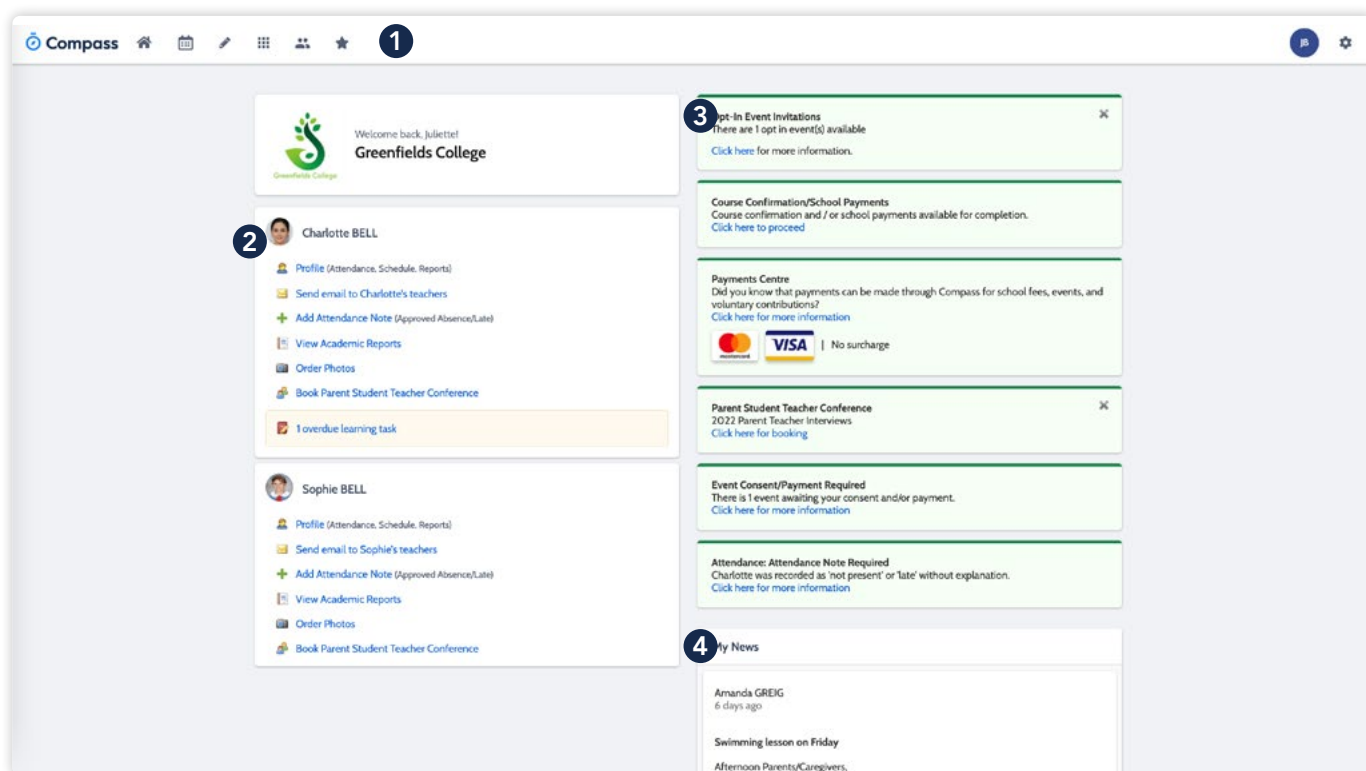 Compass
1
JB
Welcome back, Juliette!
Greenfields College
Greenfields College
2
Charlotte BELL
Profile (Attendance, Schedule, Reports)
Send email to Charlotte's teachers
Add Attendance Note (Approved Absence/Late)
View Academic Reports
Order Photos
Book Parent Student Teacher Conference
1 overdue learning task
Sophie BELL
Profile (Attendance, Schedule, Reports)
Send email to Sophie's teachers
Add Attendance Note (Approved Absence/Late)
View Academic Reports
Order Photos
Book Parent Student Teacher Conference
3
Opt-In Event Invitations
There are 1 opt in event(s) available
Click here for more information.
Course Confirmation/School Payments
Course confirmation and / or school payments available for completion.
Click here to proceed
Payments Centre
Did you know that payments can be made through Compass for school fees, events, and
voluntary contributions?
Click here for more information
mastercard VISA | No surcharge
Parent Student Teacher Conference
2022 Parent Teacher Interviews
Click here for booking
Event Consent/Payment Required
There is 1 event awaiting your consent and/or payment.
Click here for more information
Attendance: Attendance Note Required
Charlotte was recorded as 'not present' or 'late' without explanation.
Click here for more information
4
My News
Amanda GREIG
6 days ago
Swimming lesson on Friday
Afternoon Parents/Caregivers,